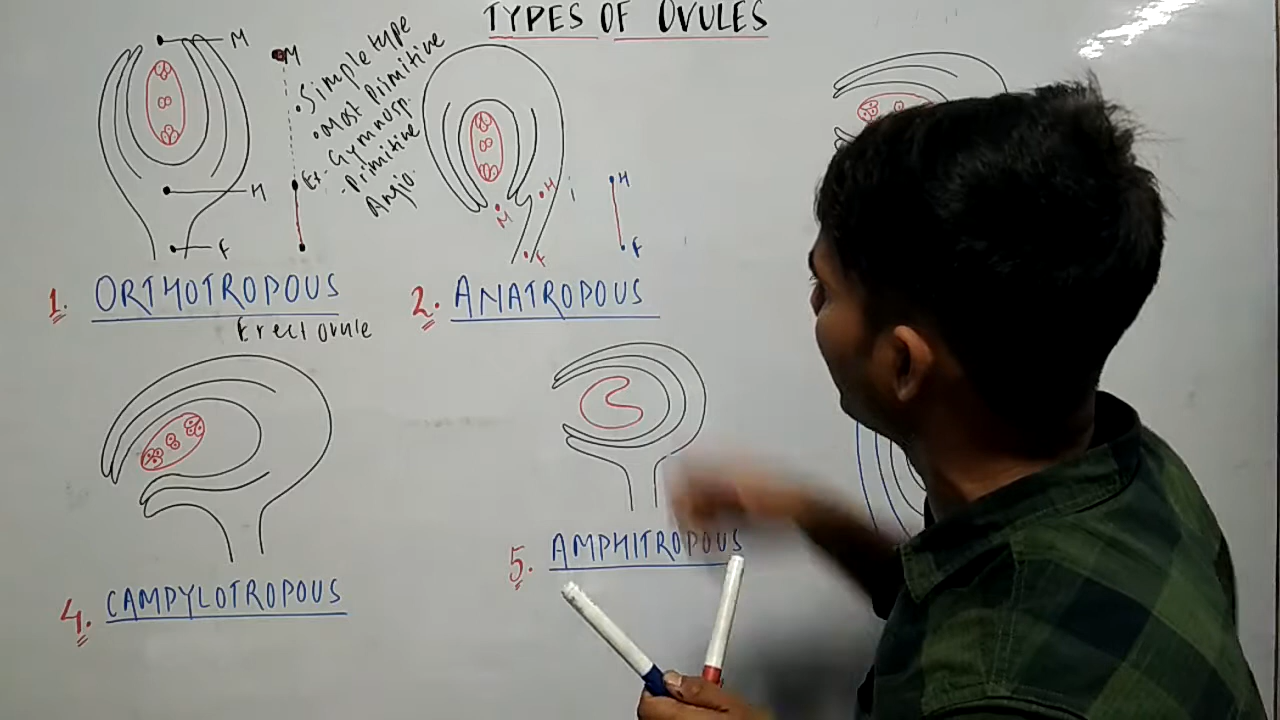 TYPES OF OVULES
M
H
F
M
• Simple type
• Most Primitive
Ex- Gymnosp.
- Primitive
Angio.
M
H
F
H
F
1. ORTHOTROPOUS
Erect ovule
2. ANATROPOUS
4. CAMPYLOTROPOUS
5. AMPHITROPOUS